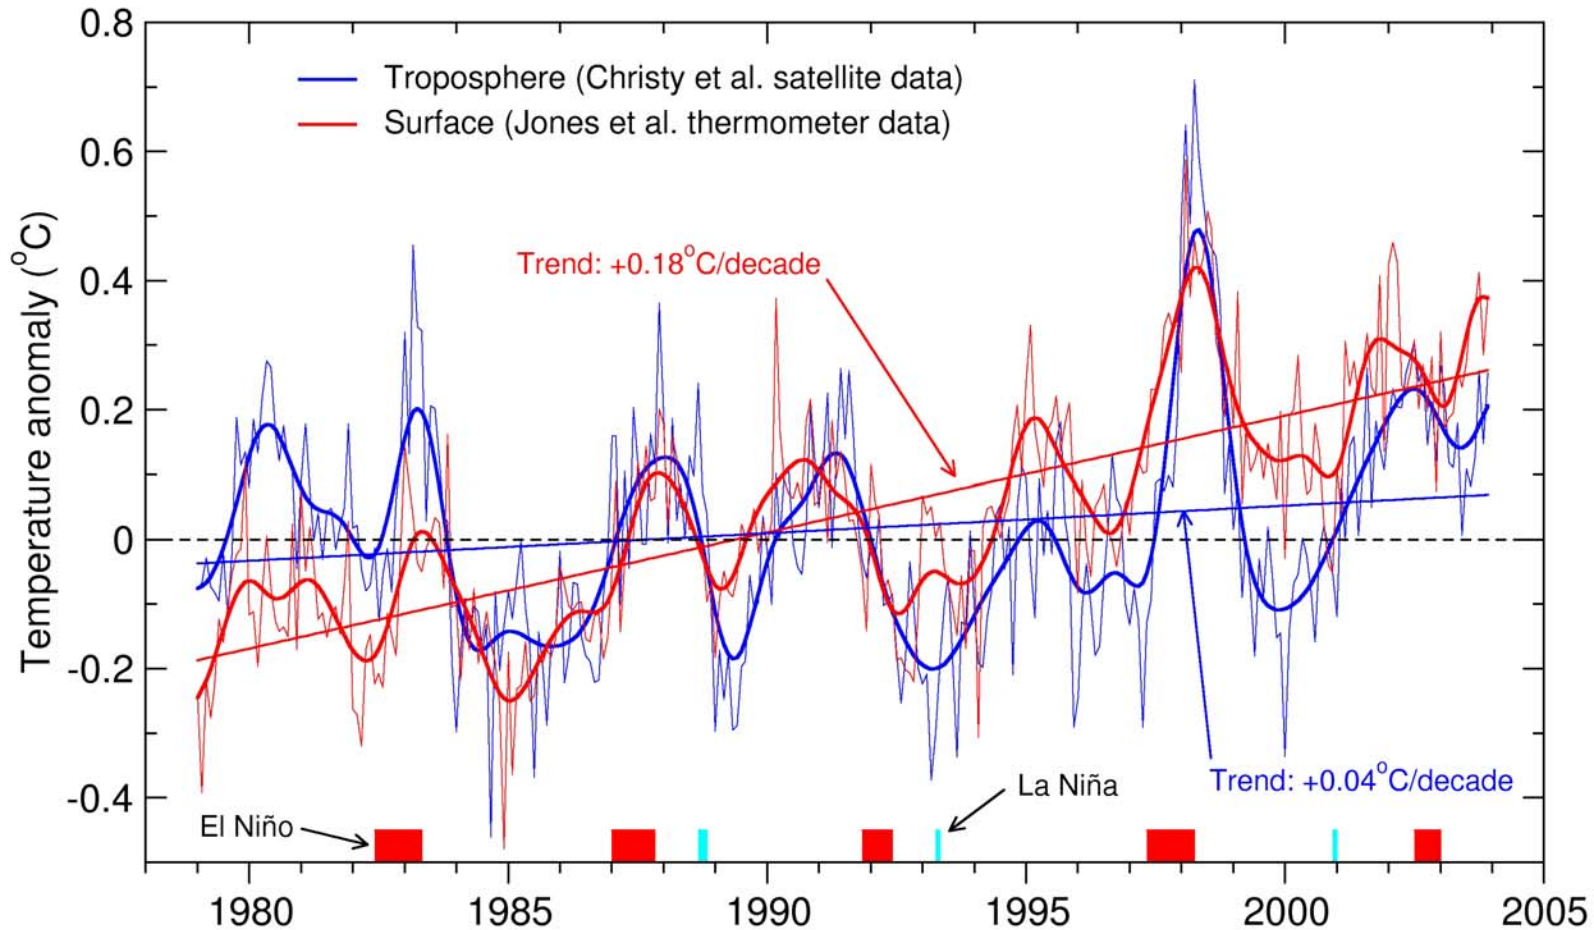 0.8
Troposphere (Christy et al. satellite data)
Surface (Jones et al. thermometer data)
0.6
0.4
Trend: +0.18°C/decade
0.2
0
-0.2
-0.4
Temperature anomaly (°C)
Trend: +0.04°C/decade
La Niña
El Niño
1980 1985 1990 1995 2000 2005